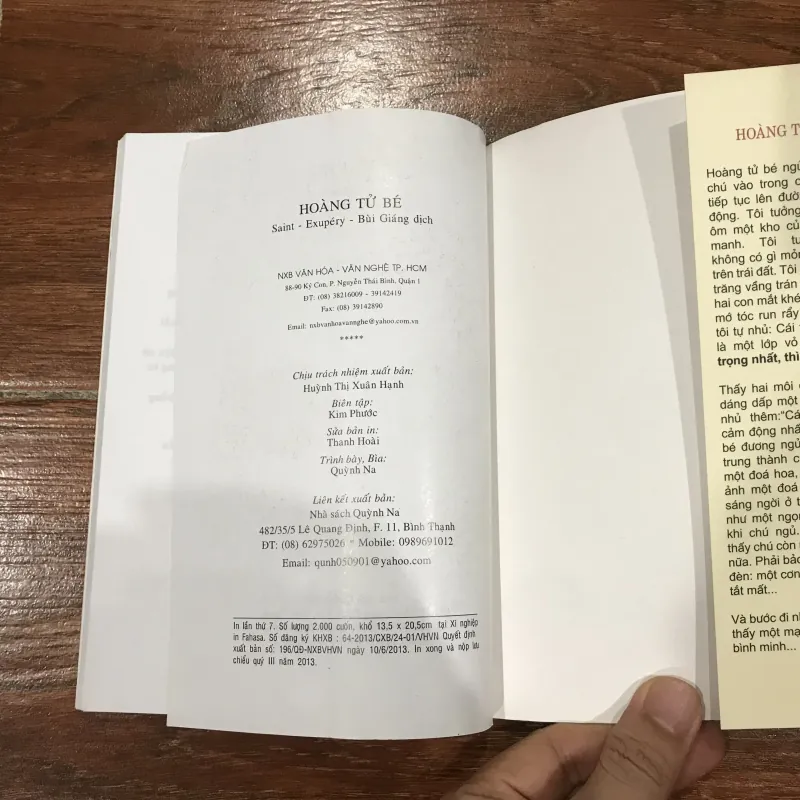 HOÀNG TỬ BÉ
Saint - Exupéry - Bùi Giáng dịch
NXB VĂN HÓA - VĂN NGHỆ TP. HCM
88-90 Ký Con, P. Nguyễn Thái Bình, Quận 1
ĐT: (08) 38216009 - 39142419
Fax: (08) 39142890
Email: nxbvanhoavannghe@yahoo.com.vn
*****
Chịu trách nhiệm xuất bản:
Huỳnh Thị Xuân Hạnh
Biên tập:
Kim Phước
Sửa bản in:
Thanh Hoài
Trình bày, Bìa:
Quỳnh Na
Liên kết xuất bản:
Nhà sách Quỳnh Na
482/35/5 Lê Quang Định, F. 11, Bình Thạnh
ĐT: (08) 62975026 * Mobile: 0989691012
Email: qunh050901@yahoo.com
In lần thứ 7. Số lượng 2.000 cuốn, khổ 13,5 x 20,5cm tại Xí nghiệp
in Fahasa. Số đăng ký KHXB : 64-2013/CXB/24-01/VHVN Quyết định
xuất bản số: 196/QĐ-NXBVHVN ngày 10/6/2013. In xong và nộp lưu
chiểu quý III năm 2013.
HOÀNG T
Hoàng tử bé ngủ
chú vào trong
tiếp tục lên đườ
động. Tôi tưởng
ôm một kho củ
manh. Tôi
không có gì mỏn
trên trái đất. Tôi
trăng vầng trán
hai con mắt khé
mớ tóc run rẩy
tôi tự nhủ: Cái
là một lớp vỏ
trọng nhất, thì
Thấy hai môi
dáng dấp một
nhủ thêm:"Cá
cảm động nhấ
bé đương ngủ
trung thành
một đoá hoa,
ảnh một đoá
sáng ngời ở t
như một ngọ
khi chú ngủ.
thấy chú còn
nữa. Phải bảo
đèn: một cơn
tắt mất...
Và bước đi n
thấy một mạ
bình minh...